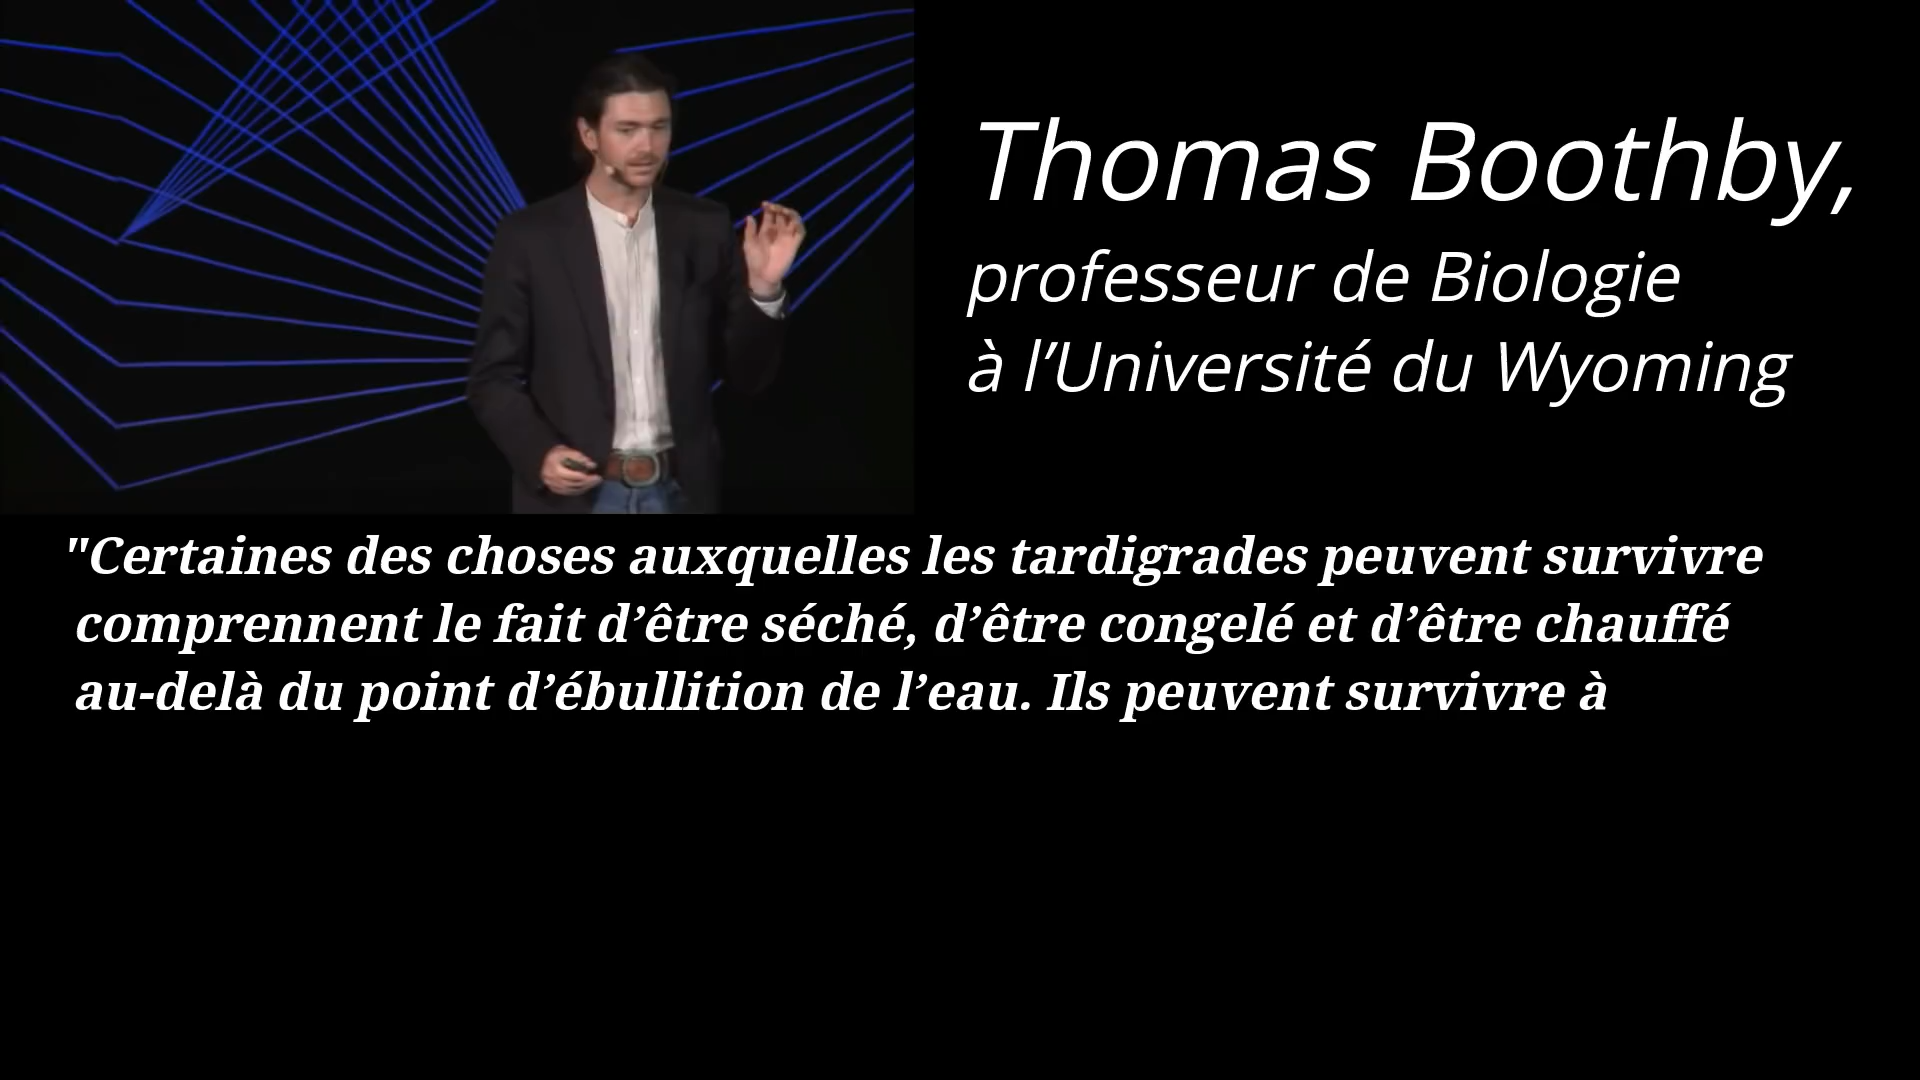 Thomas Boothby,
professeur de Biologie
à l’Université du Wyoming
"Certaines des choses auxquelles les tardigrades peuvent survivre
comprennent le fait d’être séché, d’être congelé et d’être chauffé
au-delà du point d’ébullition de l’eau. Ils peuvent survivre à